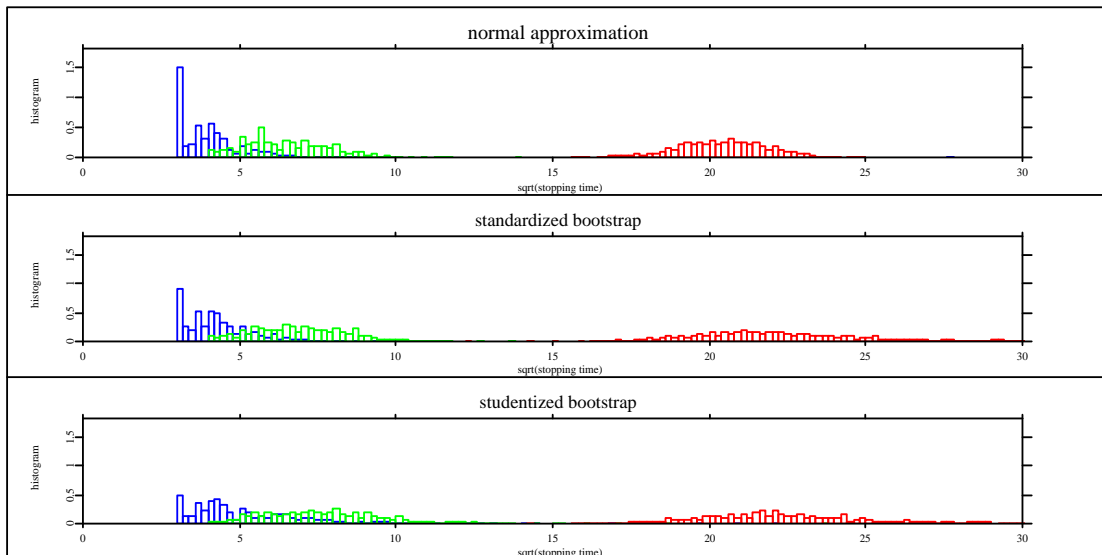 normal approximation
histogram
0 0.5 1 1.5
0 5 10 15 20 25 30
sqrt(stopping time)
standardized bootstrap
histogram
0 0.5 1 1.5
0 5 10 15 20 25 30
sqrt(stopping time)
studentized bootstrap
histogram
0 0.5 1 1.5
0 5 10 15 20 25 30
sqrt(stopping time)